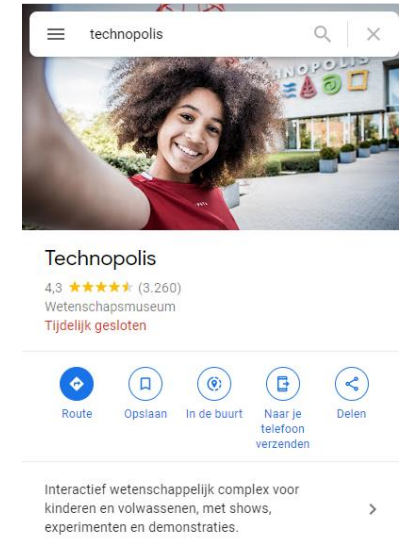 technopolis
HNOPOLIS
Technopolis
4,3 (3.260)
Wetenschapsmuseum
Tijdelijk gesloten
Route
Opslaan
In de buurt
Naar je
telefoon
verzenden
Delen
Interactief wetenschappelijk complex voor
kinderen en volwassenen, met shows,
experimenten en demonstraties.